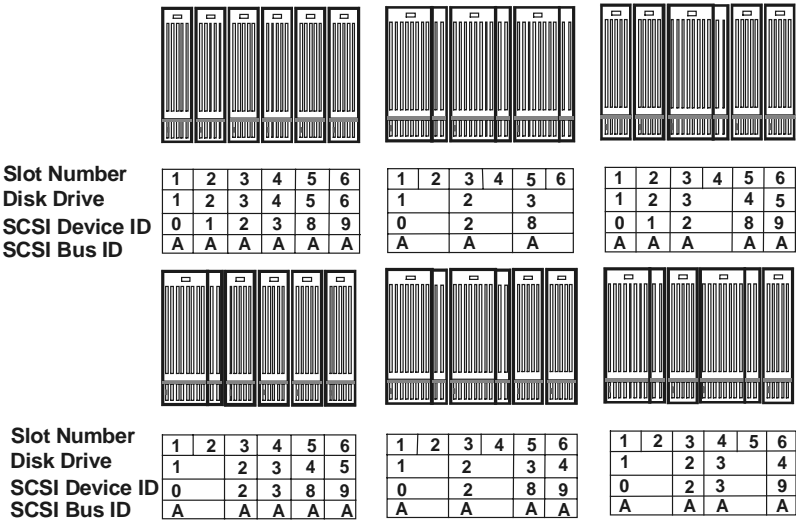 Slot Number 1 2 3 4 5 6 1 2 3 4 5 6 1 2 3 4 5 6
Disk Drive 1 2 3 4 5 6 1 2 3 1 2 3 4 5
SCSI Device ID 0 1 2 3 8 9 0 2 8 0 1 2 8 9
SCSI Bus ID A A A A A A A A A A A A A A
Slot Number 1 2 3 4 5 6 1 2 3 4 5 6 1 2 3 4 5 6
Disk Drive 1 2 3 4 5 1 2 3 4 1 2 3 4
SCSI Device ID 0 2 3 8 9 0 2 8 9 0 2 3 9
SCSI Bus ID A A A A A A A A A A A A A